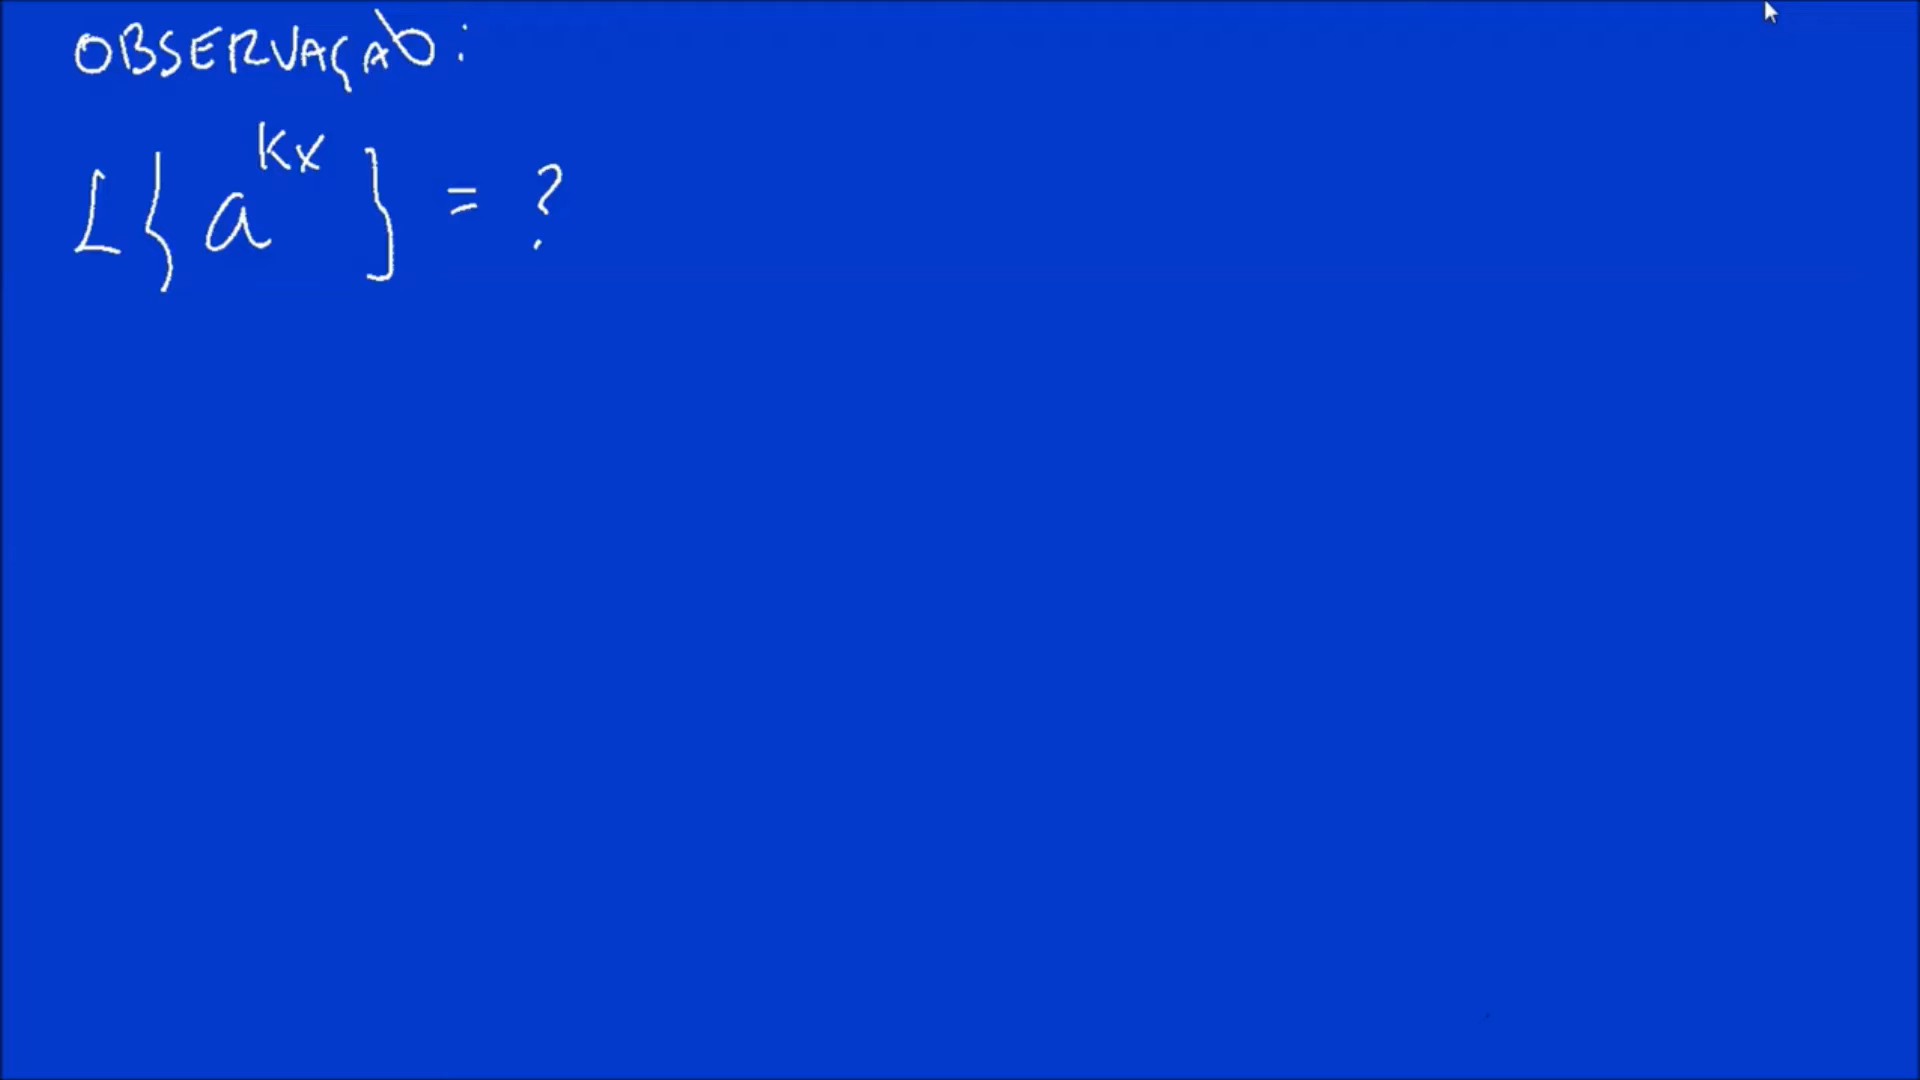 OBSERVAÇÃO:
L{a^{kx}} = ?